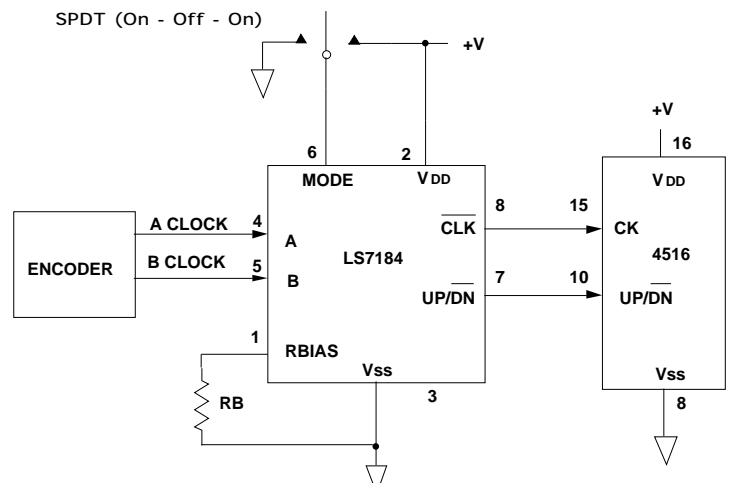 SPDT (On - Off - On)
+V
+V
6
2
16
MODE
VDD
VDD
A CLOCK
4
8
15
A
CLK
CK
ENCODER
B CLOCK
5
B
LS7184
4516
7
10
UP/DN
UP/DN
1
RBIAS
Vss
Vss
RB
3
8